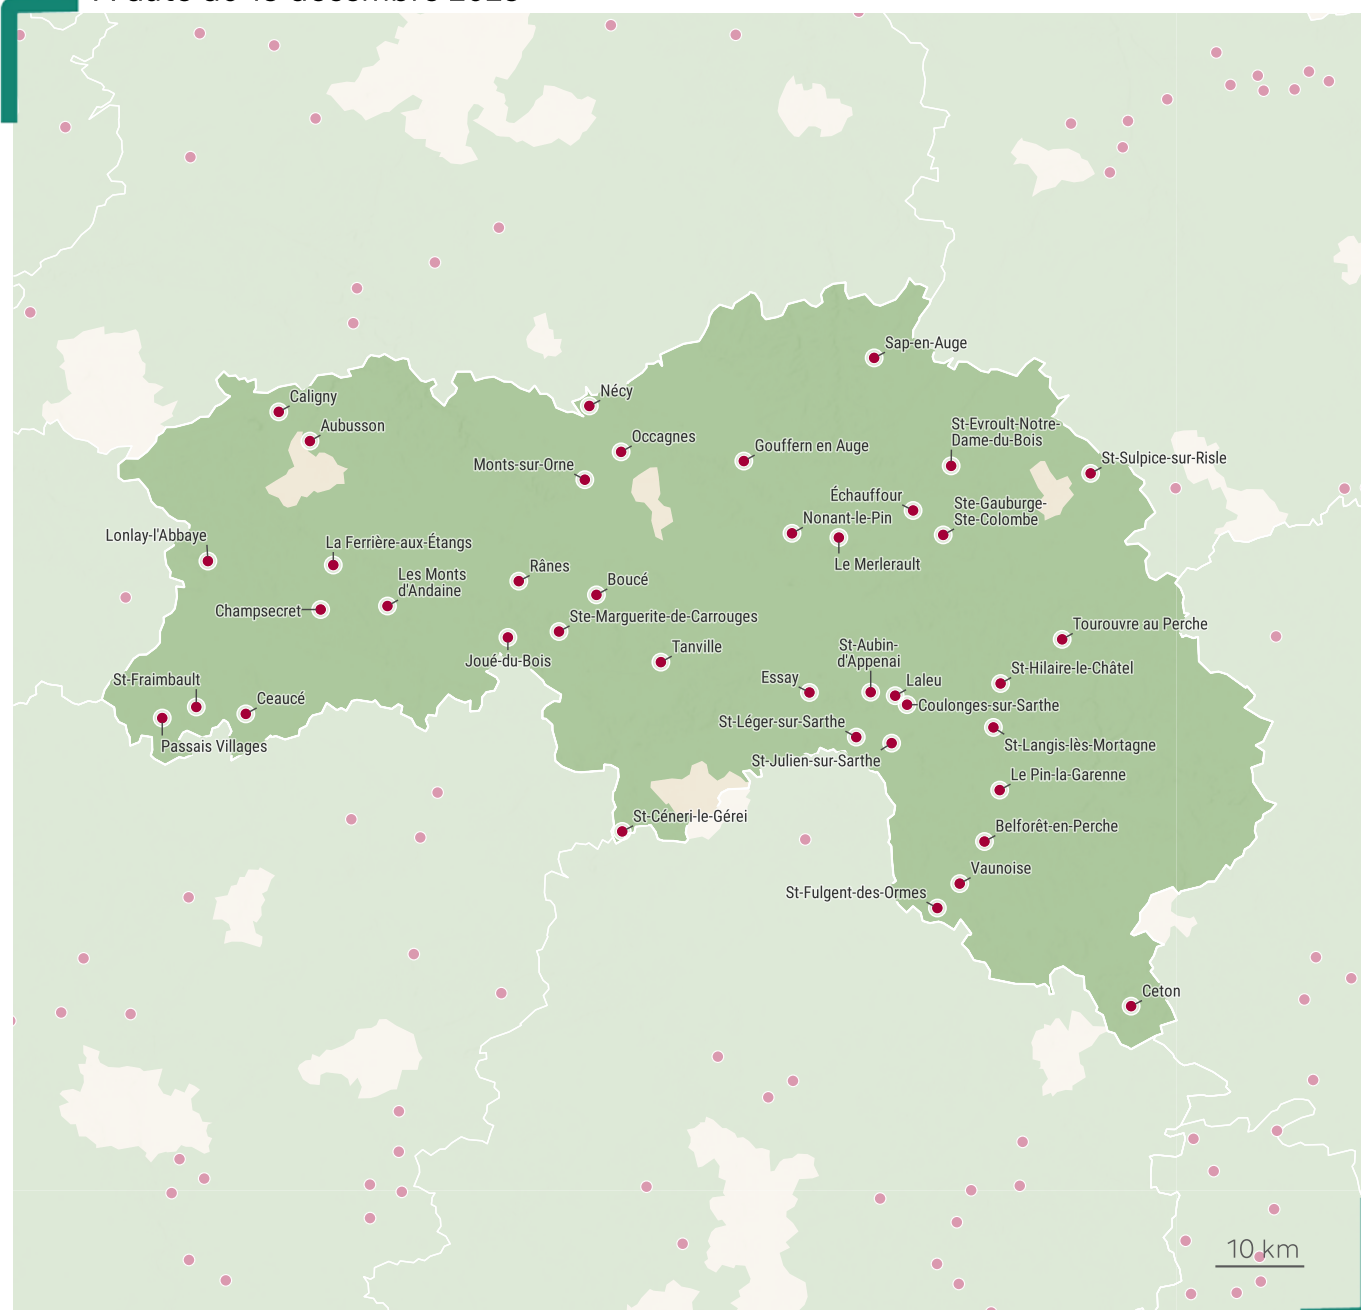 Sap-en-Auge
Caligny
Nécy
Aubusson
Occagnes
Gouffern en Auge
St-Evroult-Notre-
Dame-du-Bois
Monts-sur-Orne
St-Sulpice-sur-Risle
Échauffour
Ste-Gauburge-
Ste-Colombe
Nonant-le-Pin
Lonlay-l'Abbaye
La Ferrière-aux-Étangs
Le Merlerault
Rânes
Les Monts
d'Andaine
Boucé
Champsecret
Ste-Marguerite-de-Carrouges
Tourouvre au Perche
Joué-du-Bois
Tanville
St-Aubin-
d'Appenai
St-Hilaire-le-Châtel
St-Fraimbault
Essay
Laleu
Ceaucé
Coulonges-sur-Sarthe
St-Léger-sur-Sarthe
Passais Villages
St-Langis-lès-Mortagne
St-Julien-sur-Sarthe
Le Pin-la-Garenne
St-Céneri-le-Gérei
Belforêt-en-Perche
Vaunoise
St-Fulgent-des-Ormes
Ceton
10 km